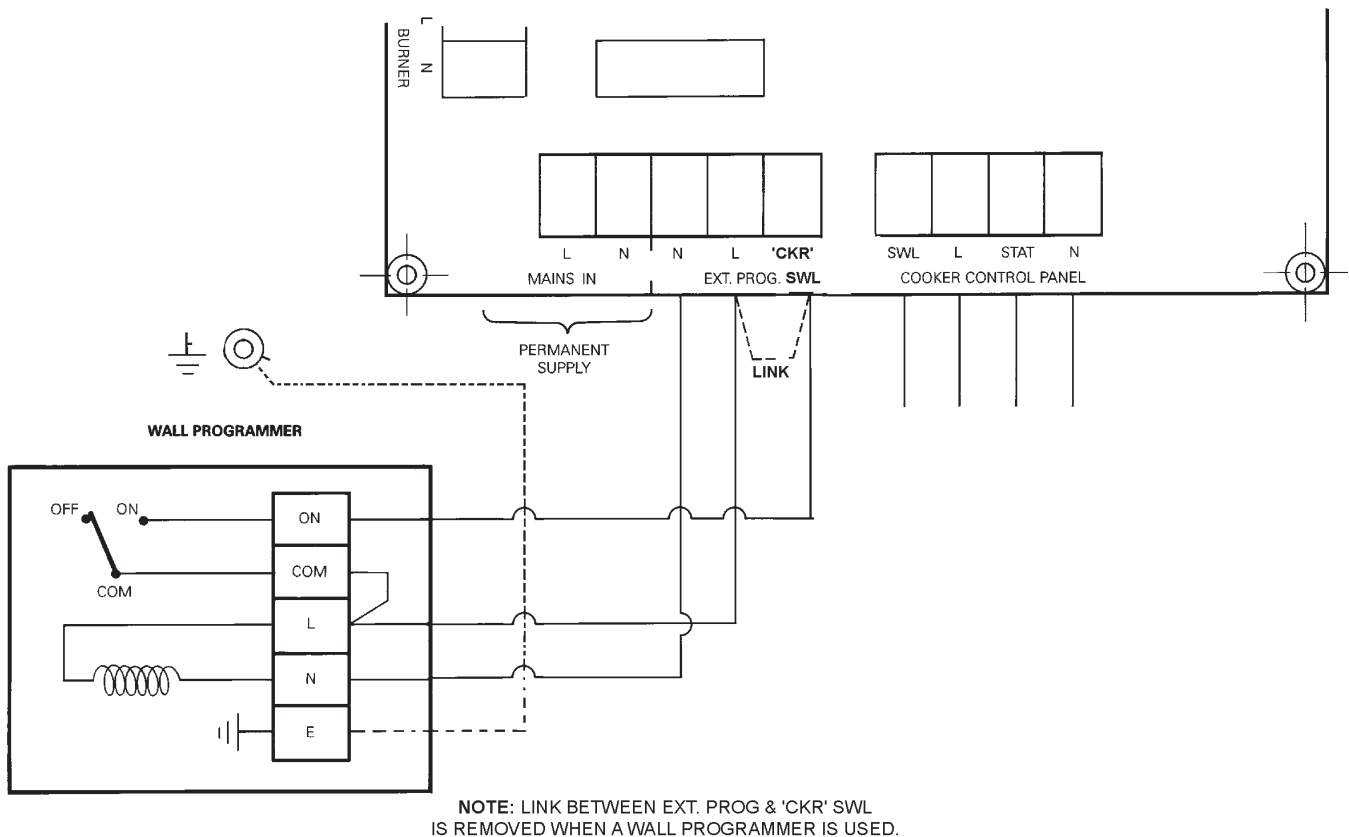 L
N
BURNER
L N N L 'CKR'
MAINS IN EXT. PROG. SWL
SWL L STAT N
COOKER CONTROL PANEL
PERMANENT
SUPPLY
LINK
WALL PROGRAMMER
OFF ON
COM
ON
COM
L
N
E
NOTE: LINK BETWEEN EXT. PROG & 'CKR' SWL
IS REMOVED WHEN A WALL PROGRAMMER IS USED.